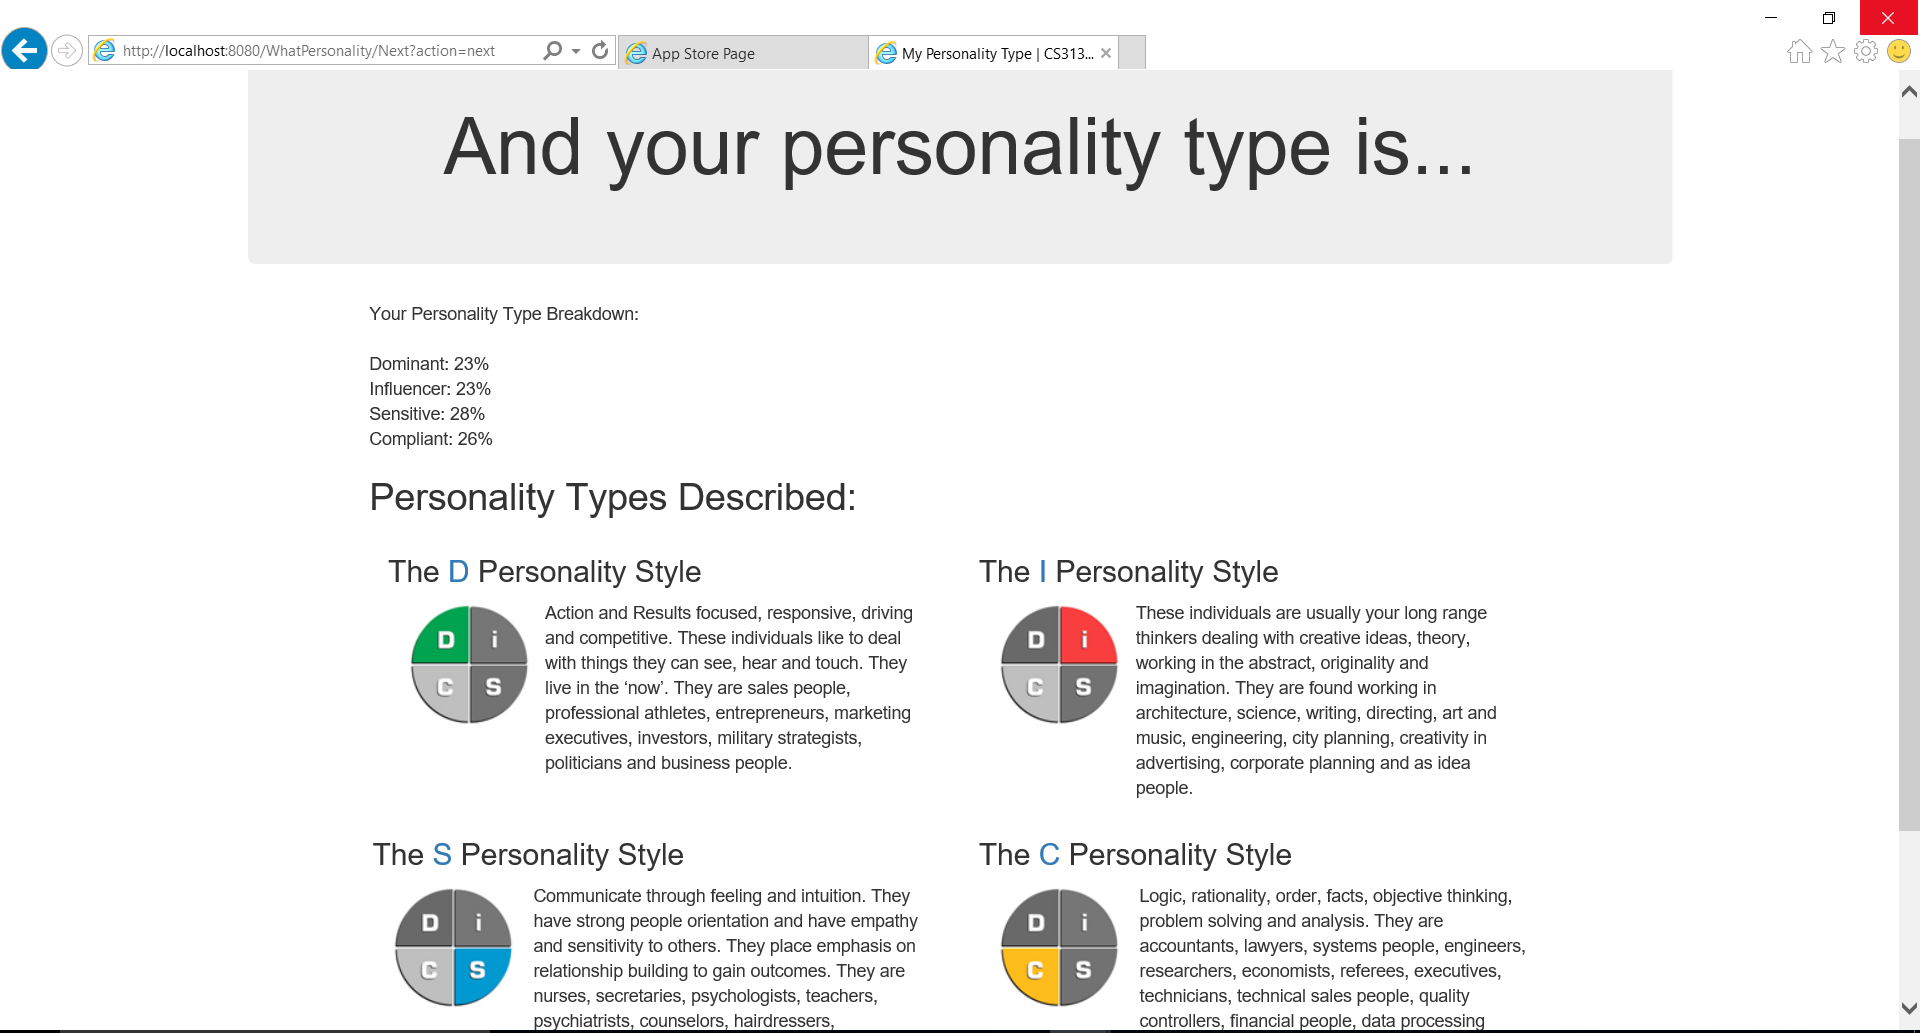 http://localhost:8080/WhatPersonality/Next?action=next
App Store Page
My Personality Type | CS313...
And your personality type is...
Your Personality Type Breakdown:
Dominant: 23%
Influencer: 23%
Sensitive: 28%
Compliant: 26%
Personality Types Described:
The D Personality Style
D i
C S
Action and Results focused, responsive, driving
and competitive. These individuals like to deal
with things they can see, hear and touch. They
live in the ‘now’. They are sales people,
professional athletes, entrepreneurs, marketing
executives, investors, military strategists,
politicians and business people.
The I Personality Style
D i
C S
These individuals are usually your long range
thinkers dealing with creative ideas, theory,
working in the abstract, originality and
imagination. They are found working in
architecture, science, writing, directing, art and
music, engineering, city planning, creativity in
advertising, corporate planning and as idea
people.
The S Personality Style
D i
C S
Communicate through feeling and intuition. They
have strong people orientation and have empathy
and sensitivity to others. They place emphasis on
relationship building to gain outcomes. They are
nurses, secretaries, psychologists, teachers,
psychiatrists, counselors, hairdressers,
The C Personality Style
D i
C S
Logic, rationality, order, facts, objective thinking,
problem solving and analysis. They are
accountants, lawyers, systems people, engineers,
researchers, economists, referees, executives,
technicians, technical sales people, quality
controllers, financial people, data processing